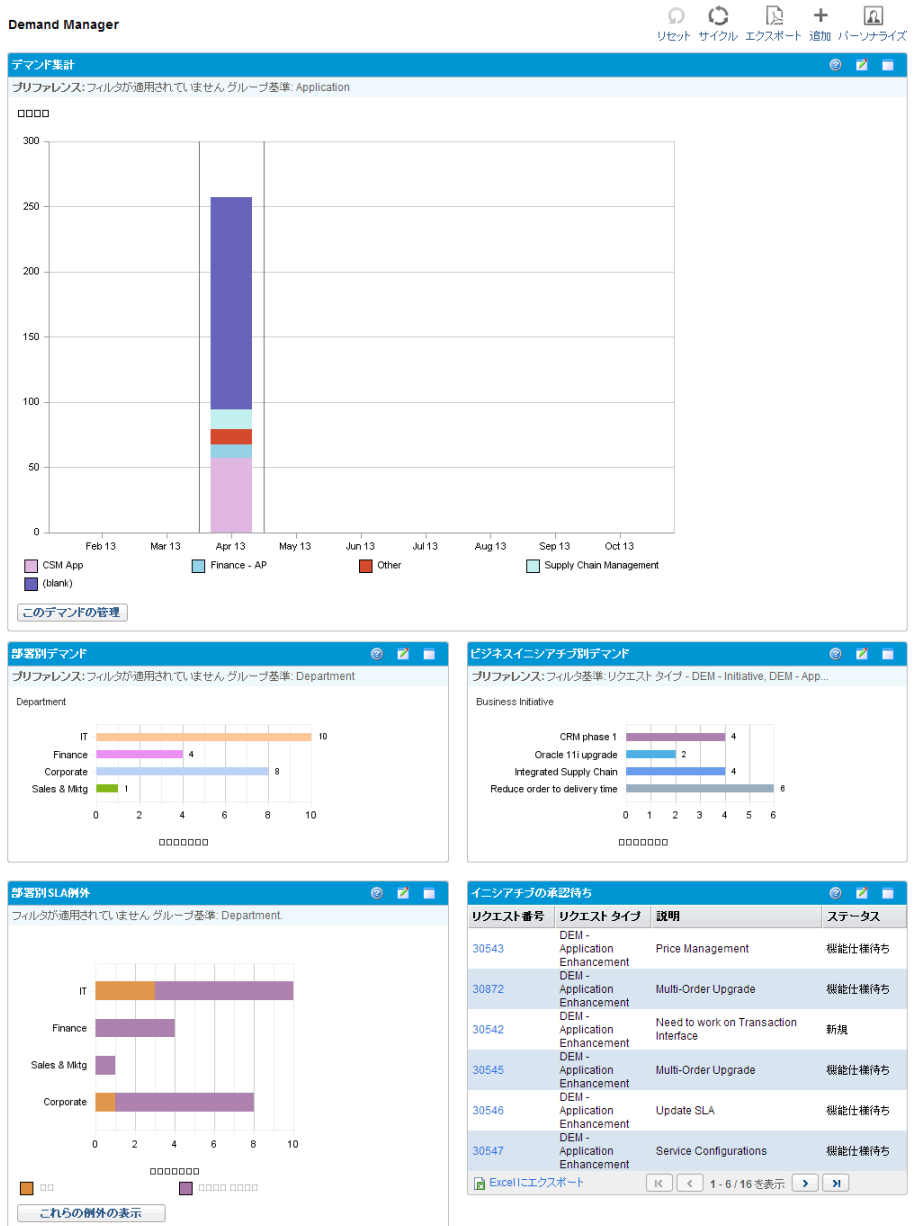 Demand Manager
リセット サイクル エクスポート 追加 パーソナライズ
デマンド集計
プリファレンス: フィルタが適用されていません グループ基準: Application
□□□□
300
250
200
150
100
50
0
Feb 13 Mar 13 Apr 13 May 13 Jun 13 Jul 13 Aug 13 Sep 13 Oct 13
CSM App Finance - AP Other Supply Chain Management
(blank)
このデマンドの管理
部署別デマンド
プリファレンス: フィルタが適用されていません グループ基準: Department
Department
IT 10
Finance 4
Corporate 8
Sales & Mktg 1
0 2 4 6 8 10
□□□□□□□
ビジネスイニシアチブ別デマンド
プリファレンス: フィルタ基準: リクエスト タイプ - DEM - Initiative, DEM - App...
Business Initiative
CRM phase 1 4
Oracle 11i upgrade 2
Integrated Supply Chain 4
Reduce order to delivery time 6
0 1 2 3 4 5 6
□□□□□□□
部署別SLA例外
フィルタが適用されていません グループ基準: Department.
IT
Finance
Sales & Mktg
Corporate
0 2 4 6 8 10
□□□□□□□
□□ □□□□ □□□□
これらの例外の表示
イニシアチブの承認待ち
リクエスト番号 リクエスト タイプ 説明 ステータス
30543 DEM - Application Enhancement Price Management 機能仕様待ち
30872 DEM - Application Enhancement Multi-Order Upgrade 機能仕様待ち
30542 DEM - Application Enhancement Need to work on Transaction Interface 新規
30545 DEM - Application Enhancement Multi-Order Upgrade 機能仕様待ち
30546 DEM - Application Enhancement Update SLA 機能仕様待ち
30547 DEM - Application Enhancement Service Configurations 機能仕様待ち
Excelにエクスポート 1 - 6 / 16 を表示